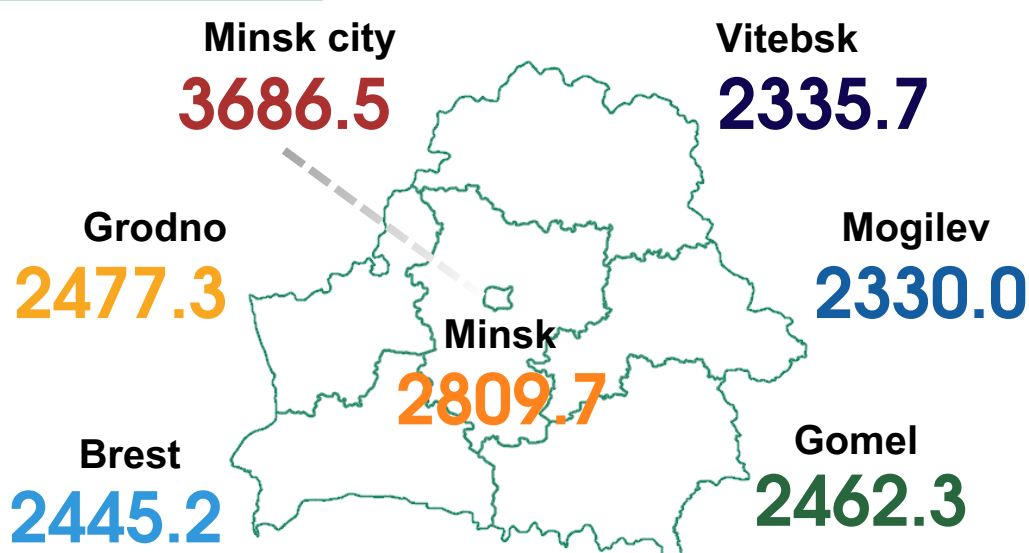 Minsk city
3686.5
Vitebsk
2335.7
Grodno
2477.3
Mogilev
2330.0
Minsk
2809.7
Brest
2445.2
Gomel
2462.3